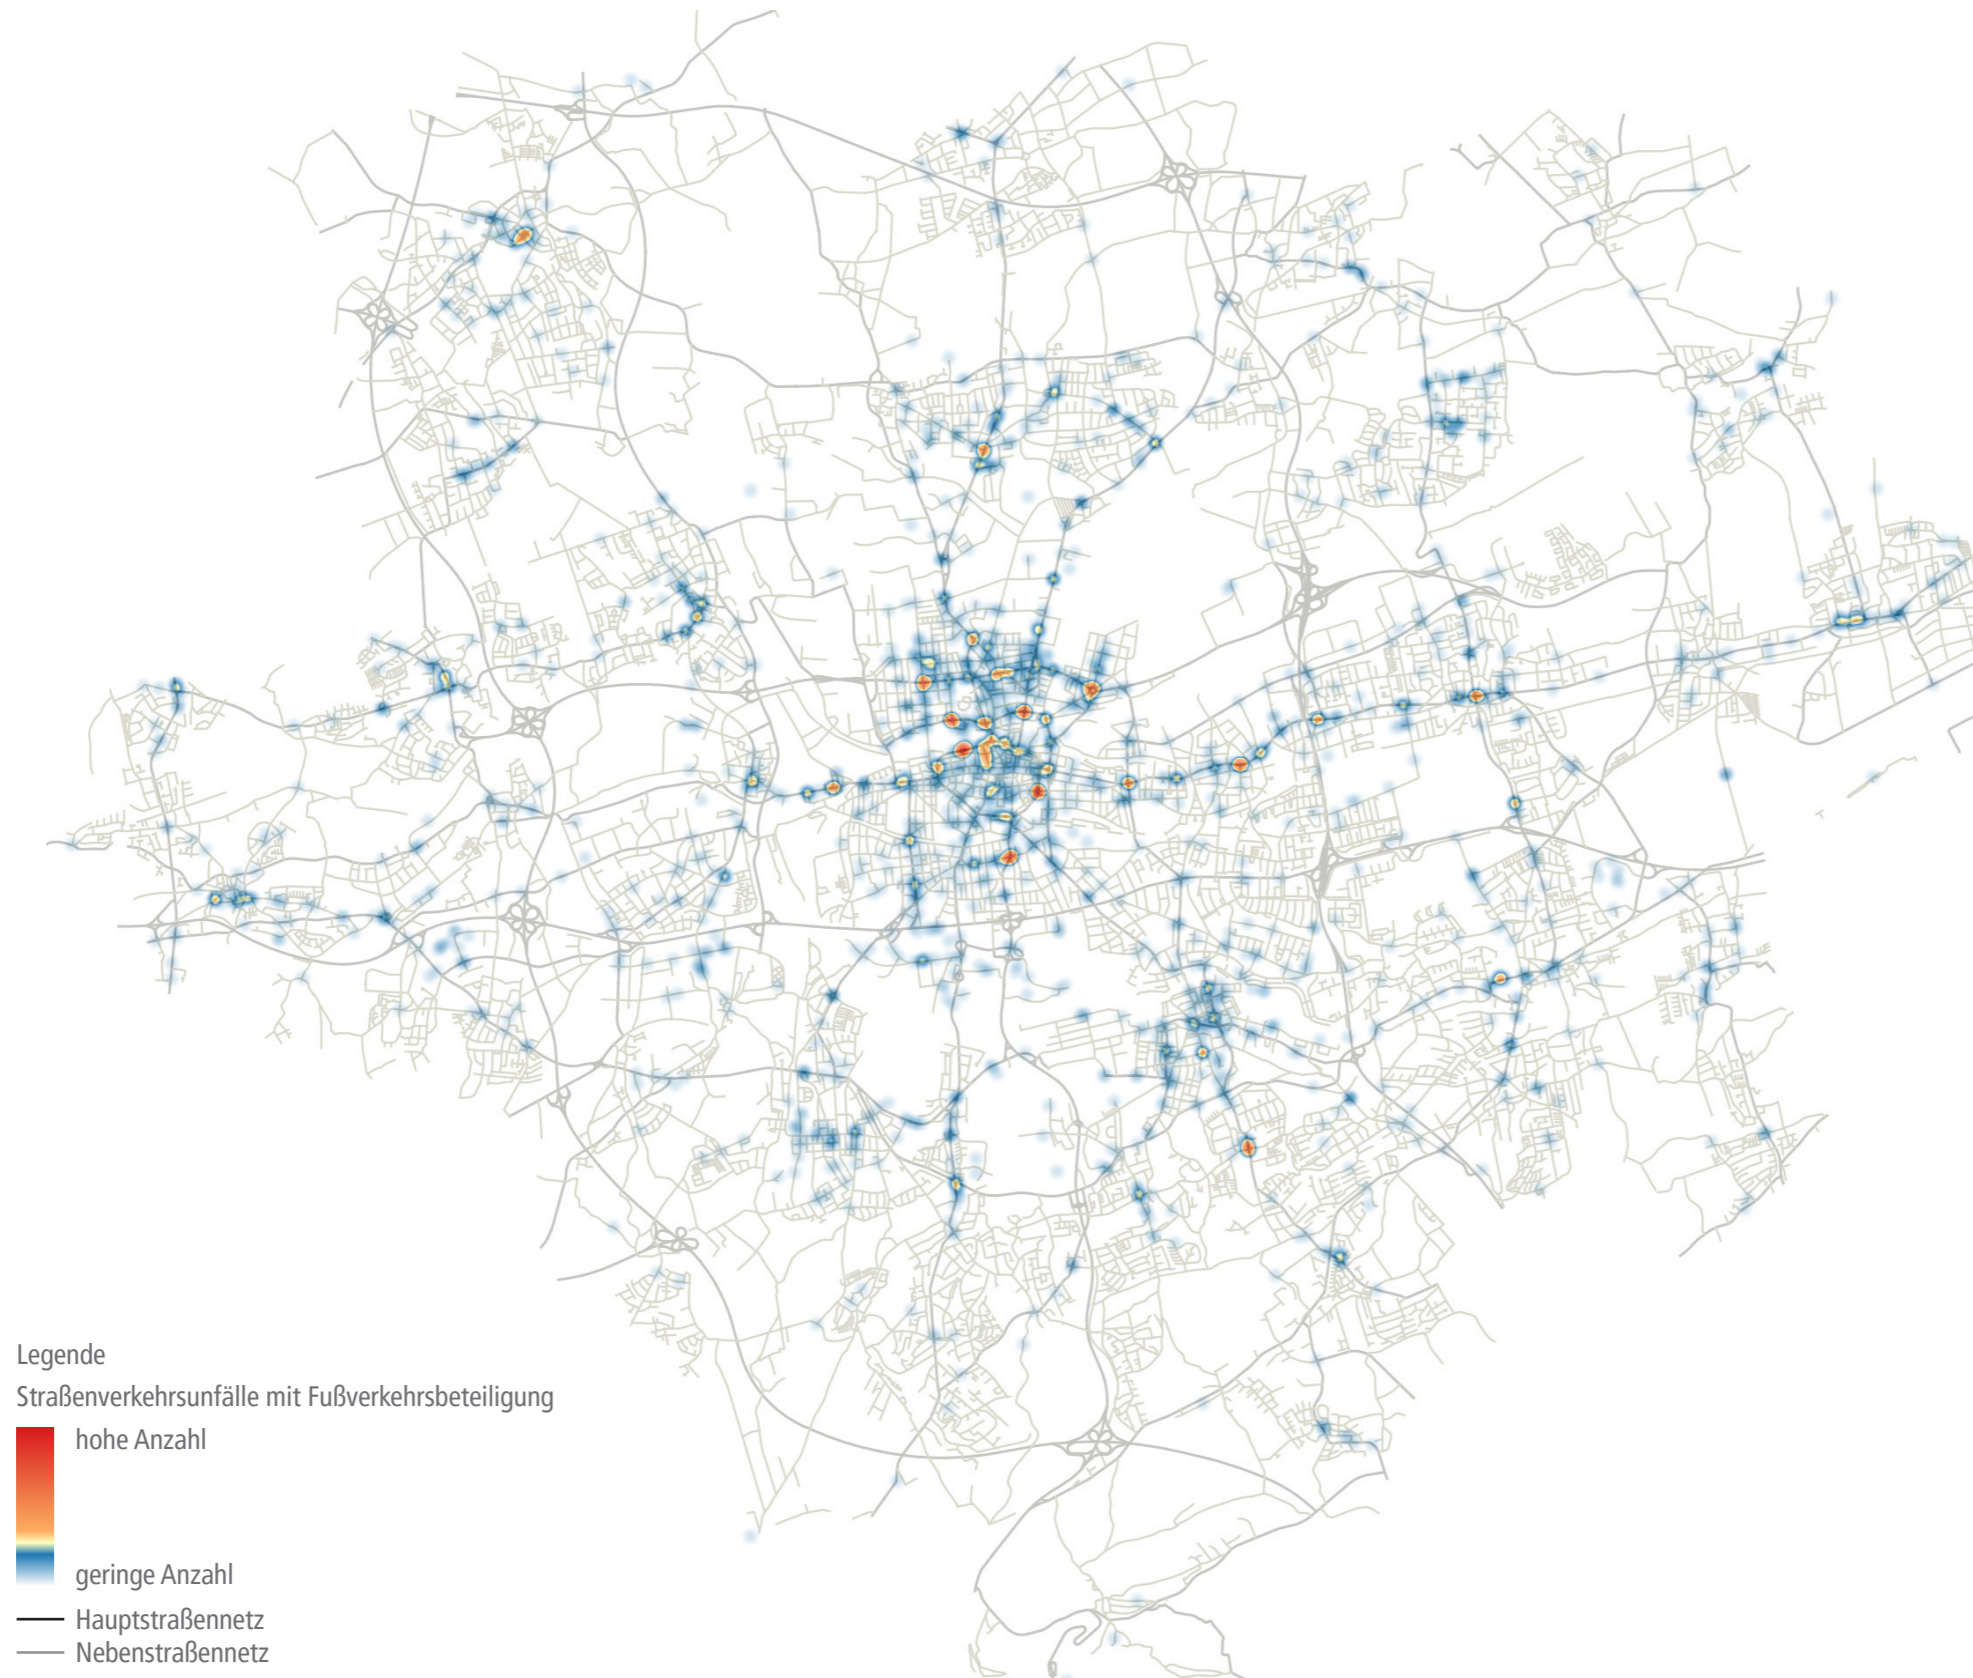 Legende
Straßenverkehrsunfälle mit Fußverkehrsbeteiligung
hohe Anzahl
geringe Anzahl
Hauptstraßennetz
Nebenstraßennetz